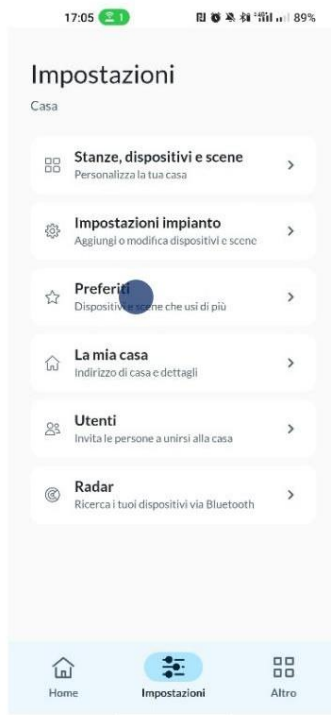 17:05 1 89%
Impostazioni
Casa
Stanze, dispositivi e scene
Personalizza la tua casa
Impostazioni impianto
Aggiungi o modifica dispositivi e scene
Preferiti
Dispositivi e scene che usi di più
La mia casa
Indirizzo di casa e dettagli
Utenti
Invita le persone a unirsi alla casa
Radar
Ricerca i tuoi dispositivi via Bluetooth
Home Impostazioni Altro